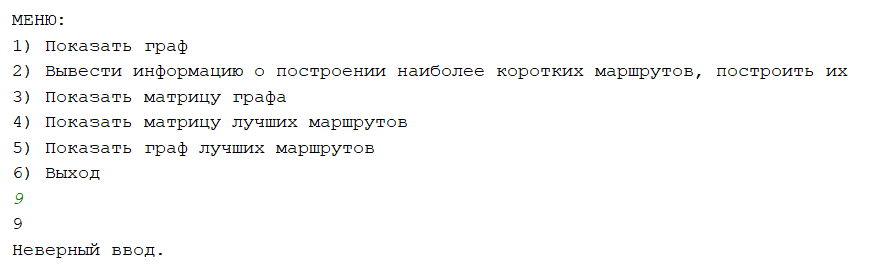 МЕНЮ:
1) Показать граф
2) Вывести информацию о построении наиболее коротких маршрутов, построить их
3) Показать матрицу графа
4) Показать матрицу лучших маршрутов
5) Показать граф лучших маршрутов
6) Выход
9
9
Неверный ввод.